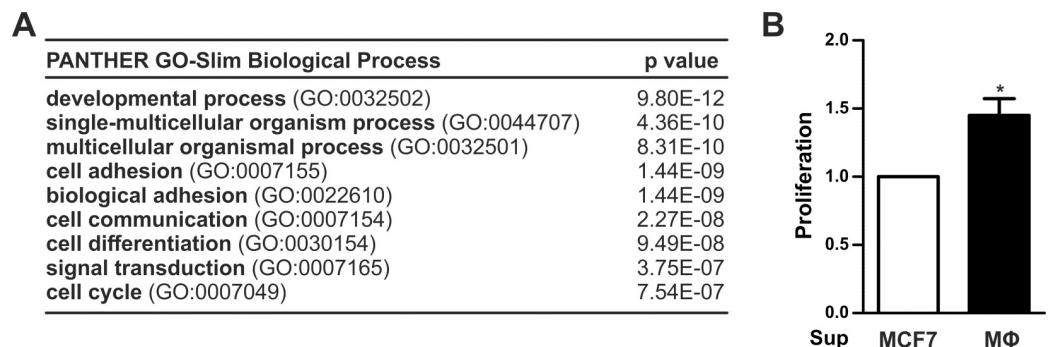 A
PANTHER GO-Slim Biological Process p value
developmental process (GO:0032502) 9.80E-12
single-multicellular organism process (GO:0044707) 4.36E-10
multicellular organismal process (GO:0032501) 8.31E-10
cell adhesion (GO:0007155) 1.44E-09
biological adhesion (GO:0022610) 1.44E-09
cell communication (GO:0007154) 2.27E-08
cell differentiation (GO:0030154) 9.49E-08
signal transduction (GO:0007165) 3.75E-07
cell cycle (GO:0007049) 7.54E-07
B
Proliferation
2.0
1.5
1.0
0.5
0.0
*
Sup MCF7 MΦ